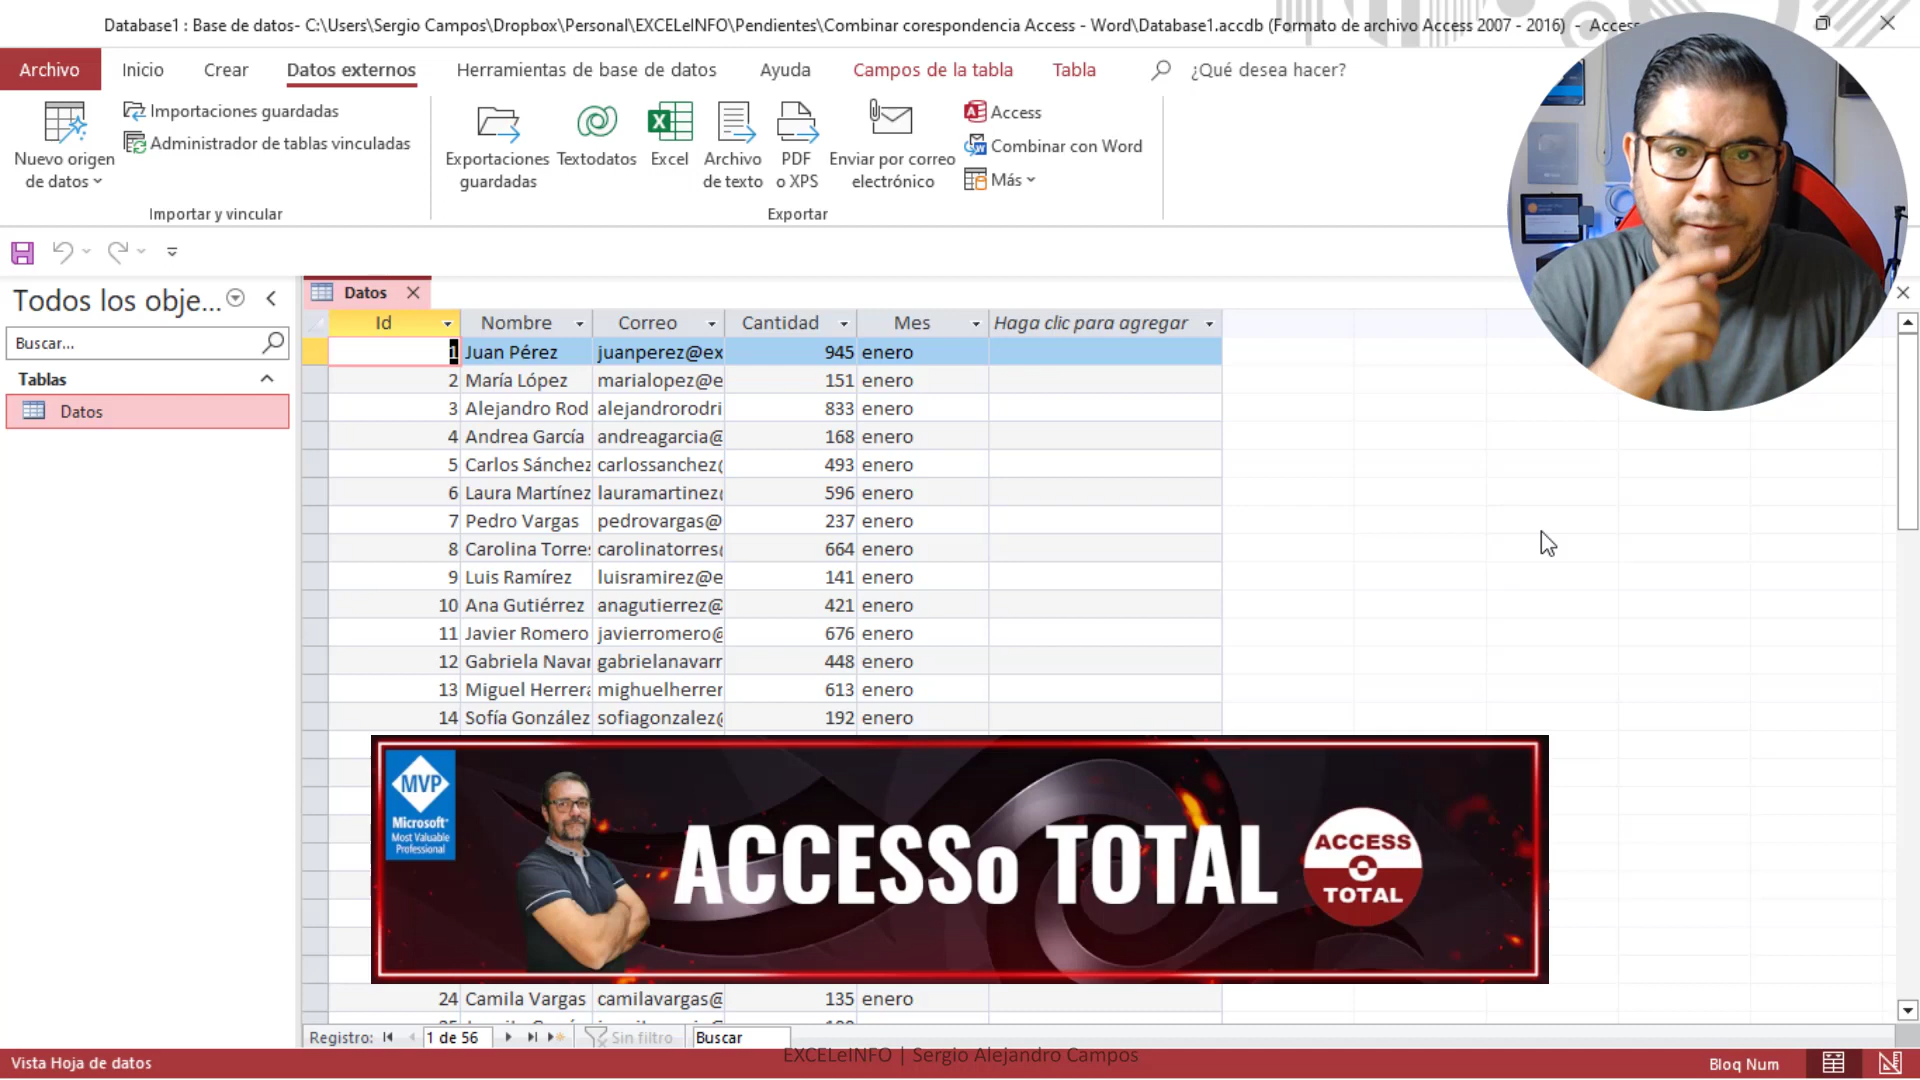 Database1 : Base de datos- C:\Users\Sergio Campos\Dropbox\Personal\EXCELeINFO\Pendientes\Combinar corespondencia Access - Word\Database1.accdb (Formato de archivo Access 2007 - 2016) - Acces
Archivo Inicio Crear Datos externos Herramientas de base de datos Ayuda Campos de la tabla Tabla ¿Qué desea hacer?
Nuevo origen de datos
Importaciones guardadas
Administrador de tablas vinculadas
Importar y vincular
Exportaciones guardadas
Textodatos
Excel
Archivo de texto
PDF o XPS
Enviar por correo electrónico
Access
Combinar con Word
Más
Exportar
Todos los obje...
Buscar...
Tablas
Datos
Datos
Id Nombre Correo Cantidad Mes Haga clic para agregar
1 Juan Pérez juanperez@ex 945 enero
2 María López marialopez@e 151 enero
3 Alejandro Rod alejandrorodri 833 enero
4 Andrea García andreagarcia@ 168 enero
5 Carlos Sánchez carlossanchez@ 493 enero
6 Laura Martínez lauramartinez 596 enero
7 Pedro Vargas pedrovargas@ 237 enero
8 Carolina Torre carolinatorres 664 enero
9 Luis Ramírez luisramirez@e 141 enero
10 Ana Gutiérrez anagutierrez@ 421 enero
11 Javier Romero javierromero@ 676 enero
12 Gabriela Nava gabrielanavarr 448 enero
13 Miguel Herrera mighuelherrer 613 enero
14 Sofía González sofiagonzalez@ 192 enero
MVP
Microsoft®
Most Valuable
Professional
ACCESSo TOTAL
ACCESS
O
TOTAL
24 Camila Vargas camilavargas@ 135 enero
Registro: 1 de 56 Sin filtro Buscar
EXCELeINFO | Sergio Alejandro Campos
Vista Hoja de datos
Bloq Num